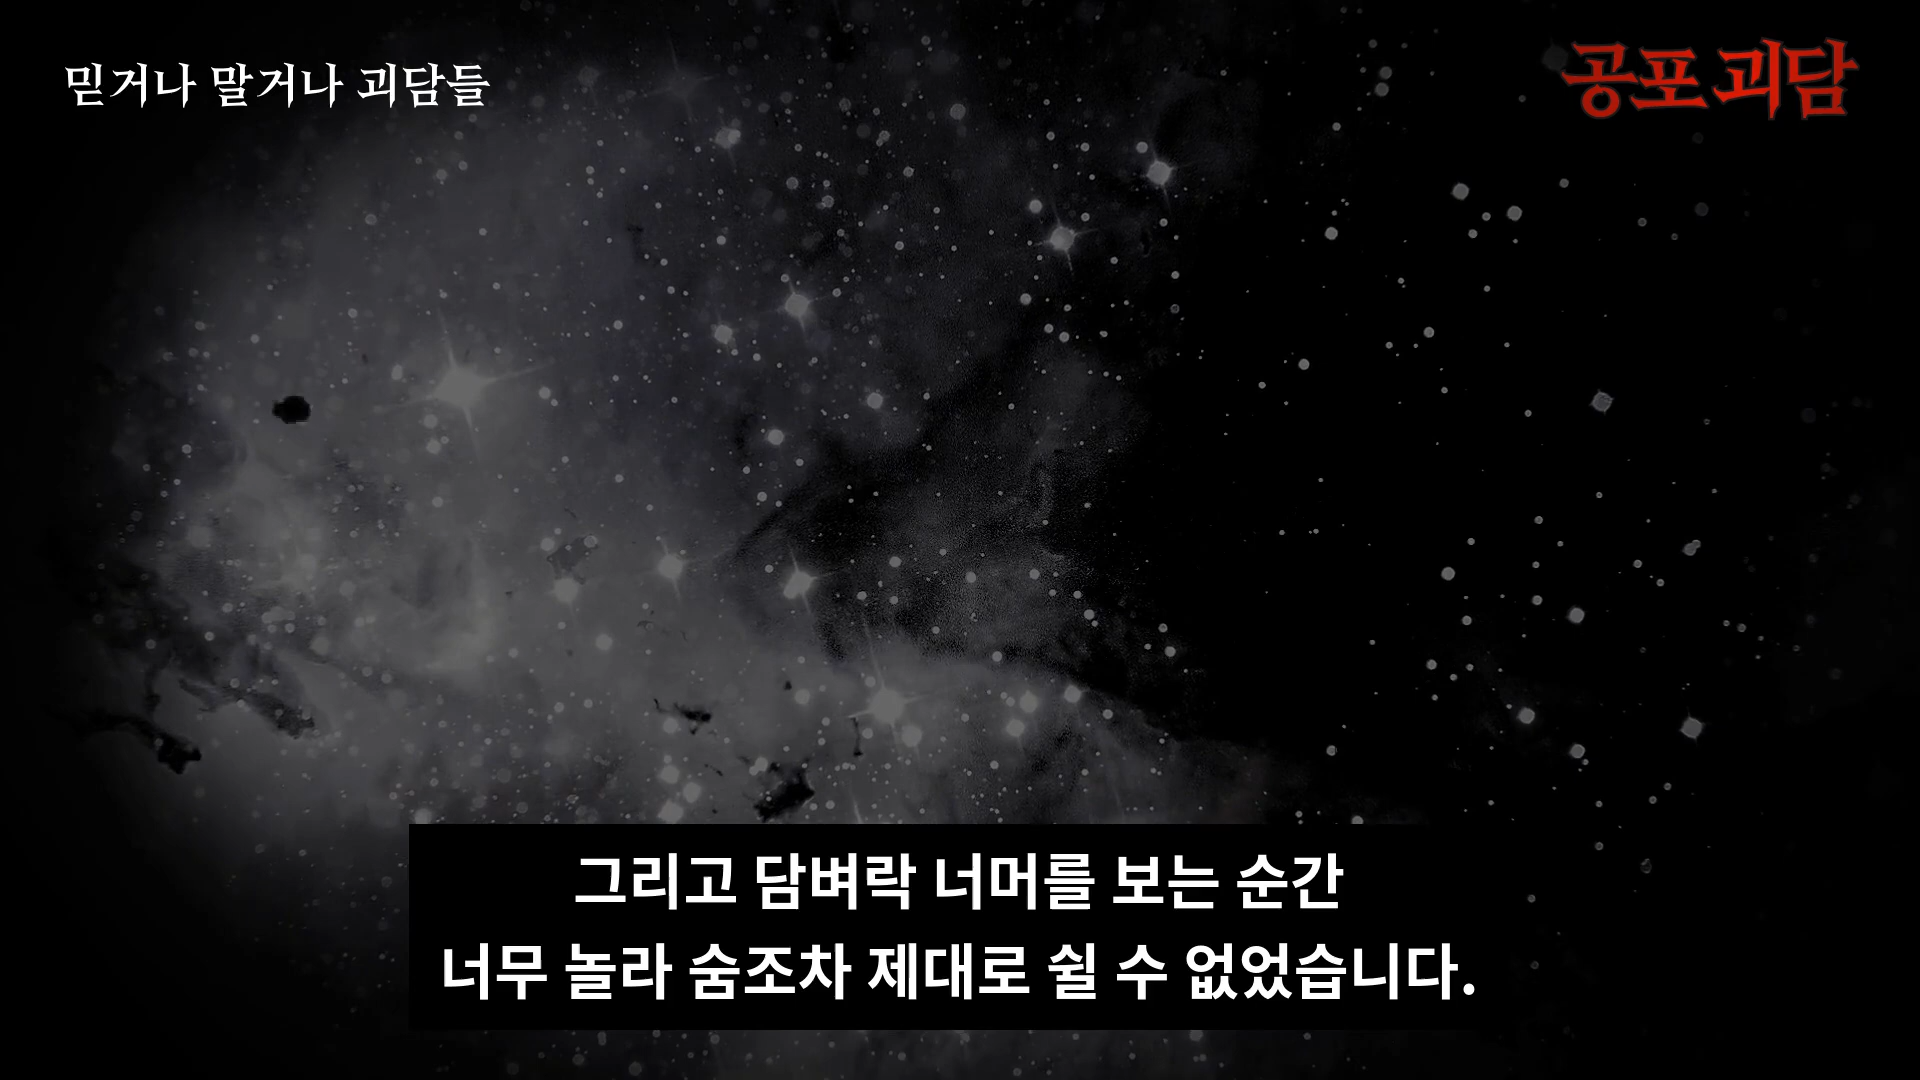 믿거나 말거나 괴담들
공포 괴담
그리고 담벼락 너머를 보는 순간
너무 놀라 숨조차 제대로 쉴 수 없었습니다.